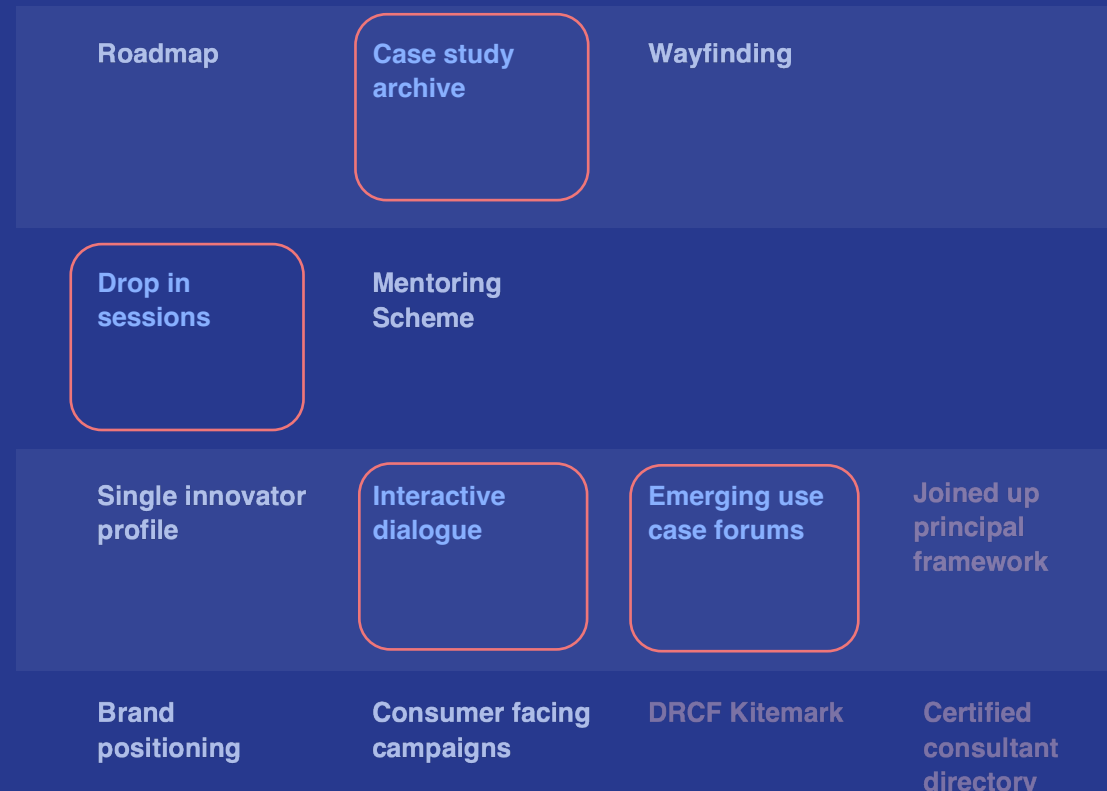 Roadmap
Case study
archive
Wayfinding
Drop in
sessions
Mentoring
Scheme
Single innovator
profile
Interactive
dialogue
Emerging use
case forums
Joined up
principal
framework
Brand
positioning
Consumer facing
campaigns
DRCF Kitemark
Certified
consultant
directory